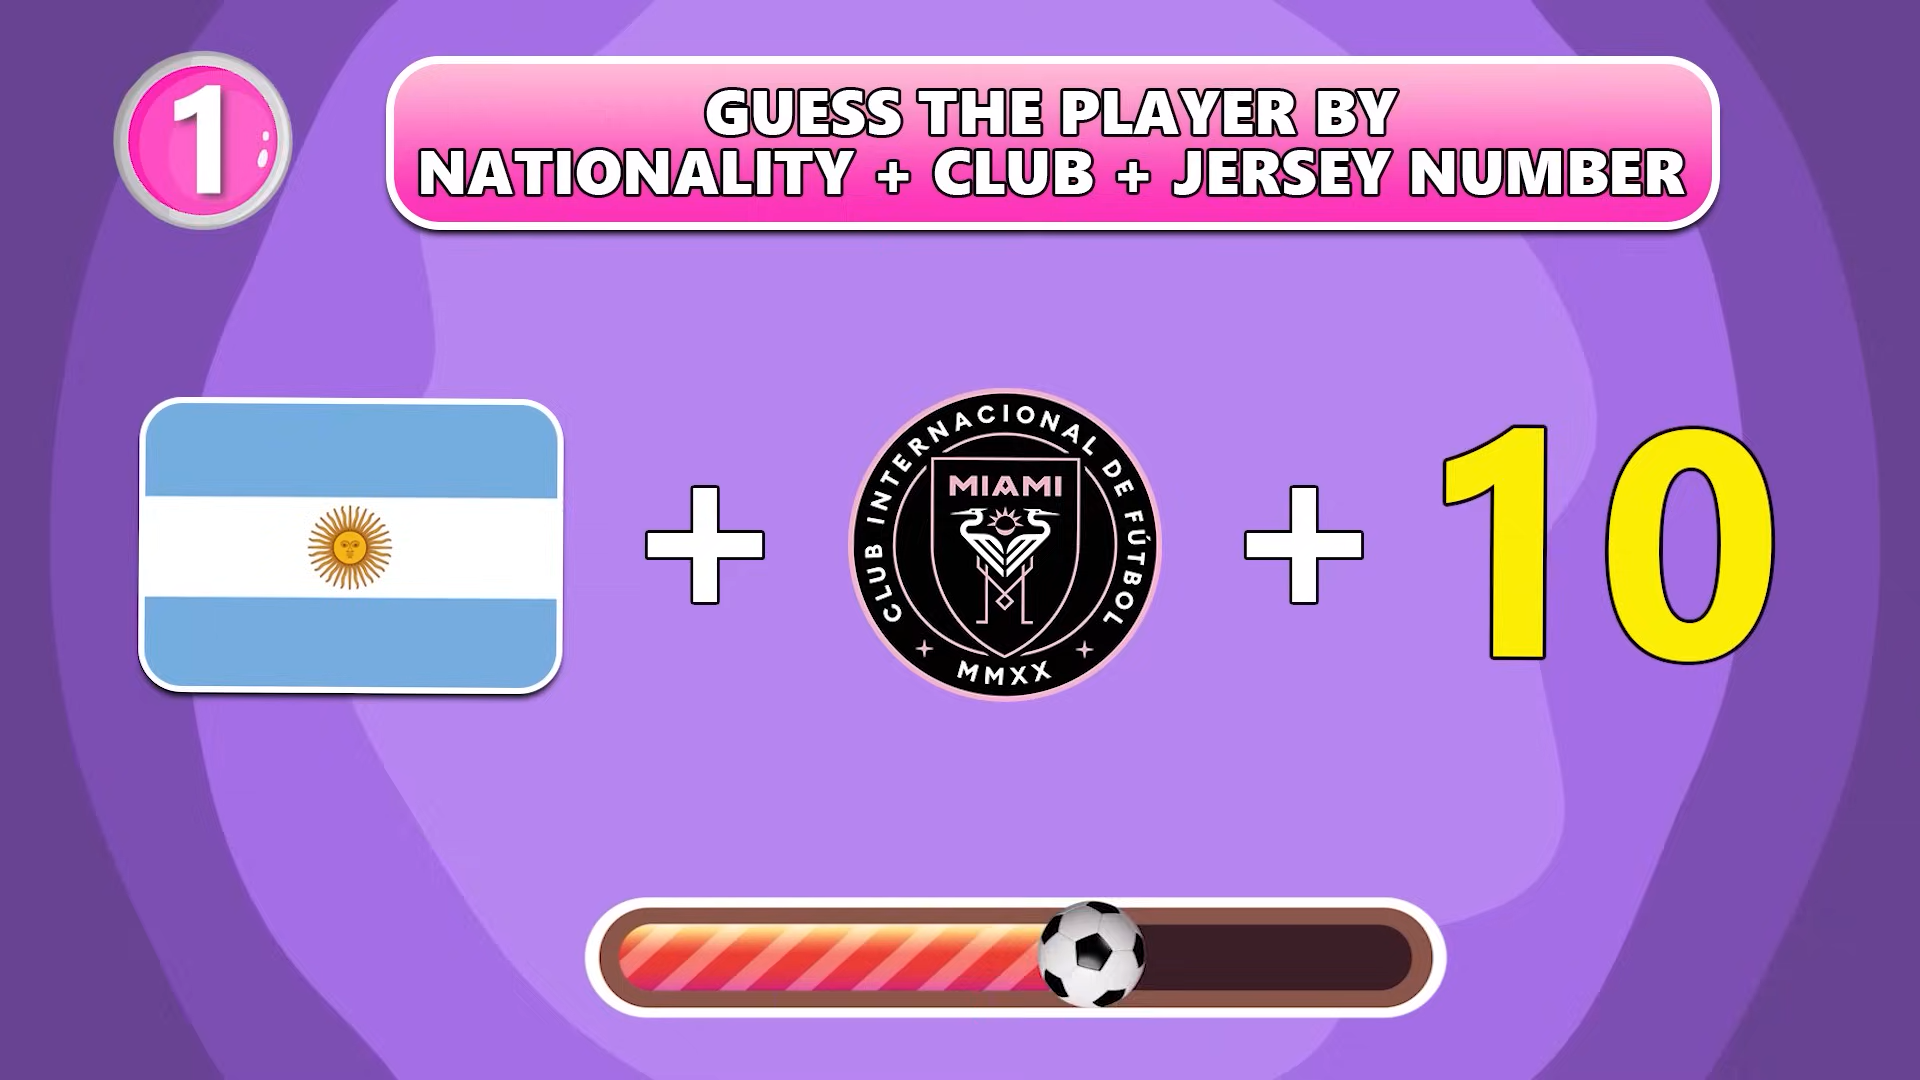 1
GUESS THE PLAYER BY
NATIONALITY + CLUB + JERSEY NUMBER
+
CLUB INTERNACIONAL DE FÚTBOL
MIAMI
MMXX
+
10